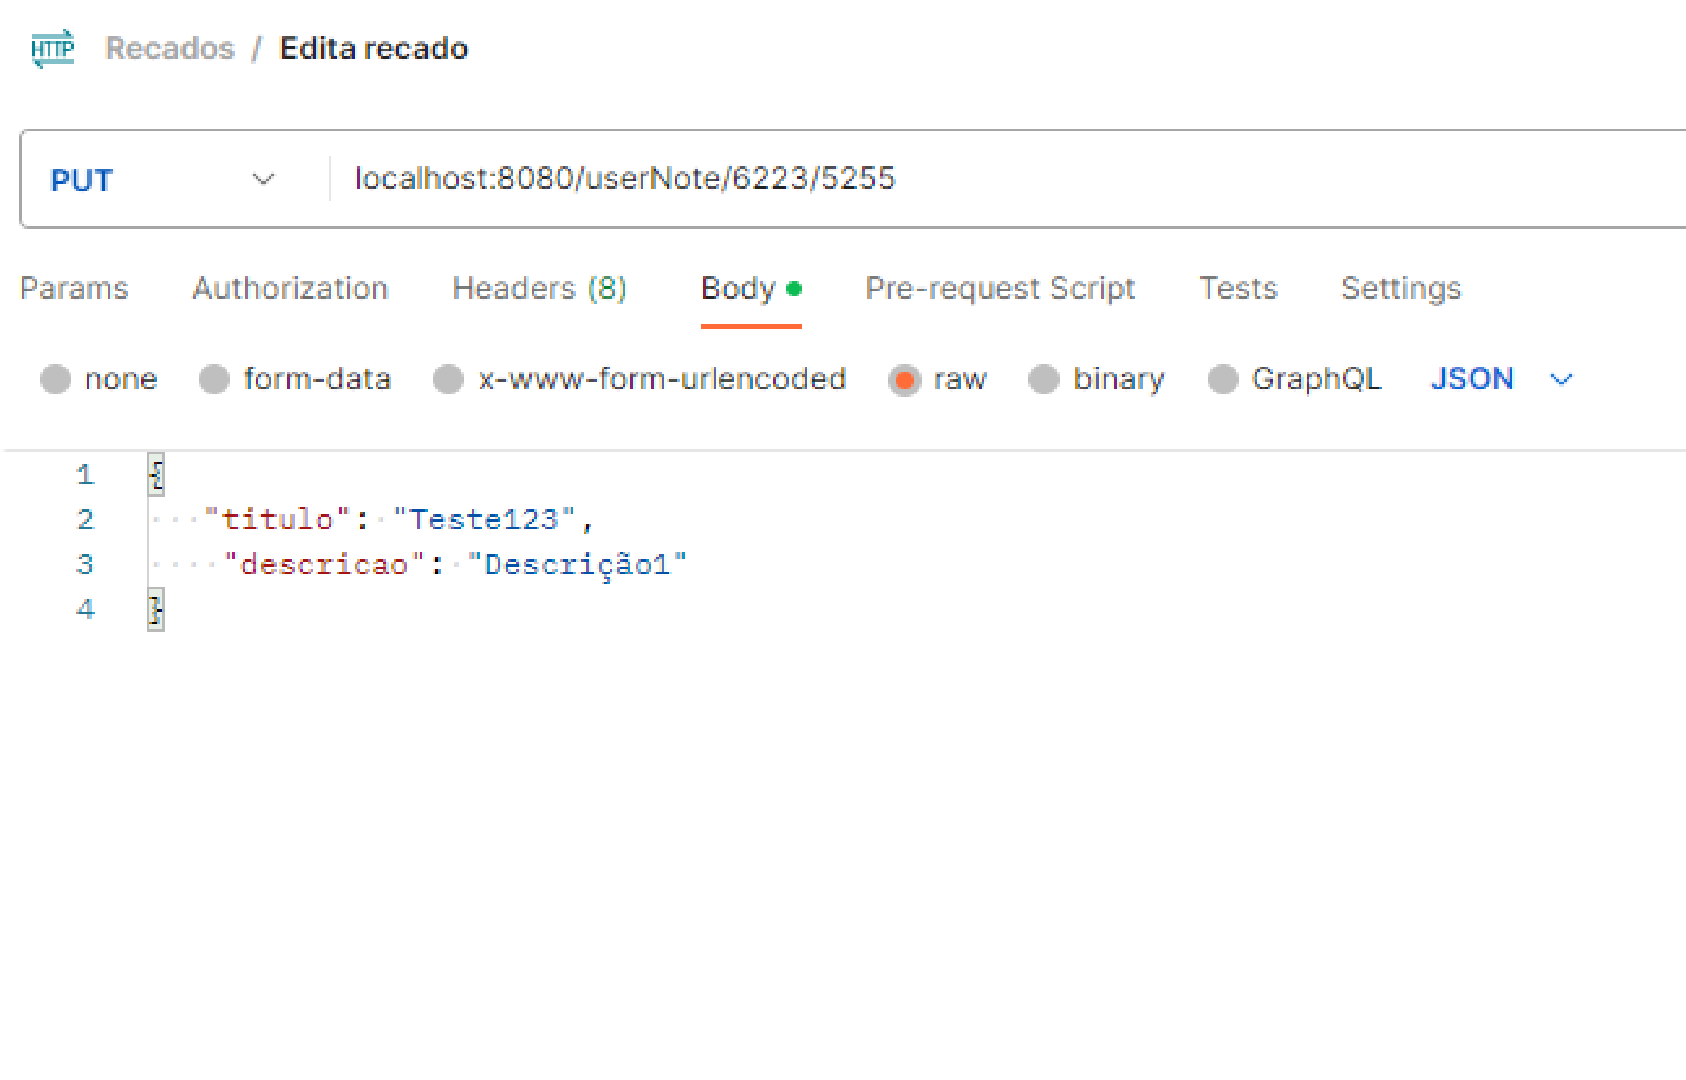 HTTP Recados / Edita recado
PUT localhost:8080/userNote/6223/5255
Params Authorization Headers (8) Body Pre-request Script Tests Settings
none form-data x-www-form-urlencoded raw binary GraphQL JSON
1 {
2 "titulo": "Teste123",
3 "descricao": "Descrição1"
4 }